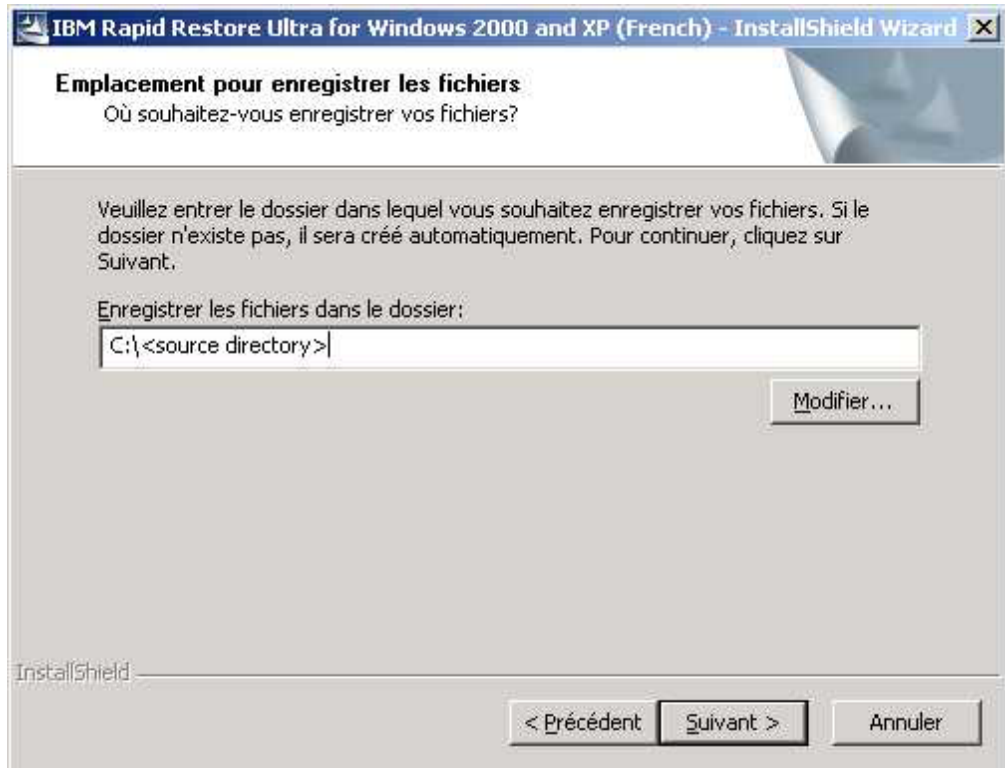 IBM Rapid Restore Ultra for Windows 2000 and XP (French) - InstallShield Wizard
Emplacement pour enregistrer les fichiers
Où souhaitez-vous enregistrer vos fichiers?
Veuillez entrer le dossier dans lequel vous souhaitez enregistrer vos fichiers. Si le
dossier n'existe pas, il sera créé automatiquement. Pour continuer, cliquez sur
Suivant.
Enregistrer les fichiers dans le dossier:
C:\<source directory>
Modifier...
InstallShield
< Précédent
Suivant >
Annuler